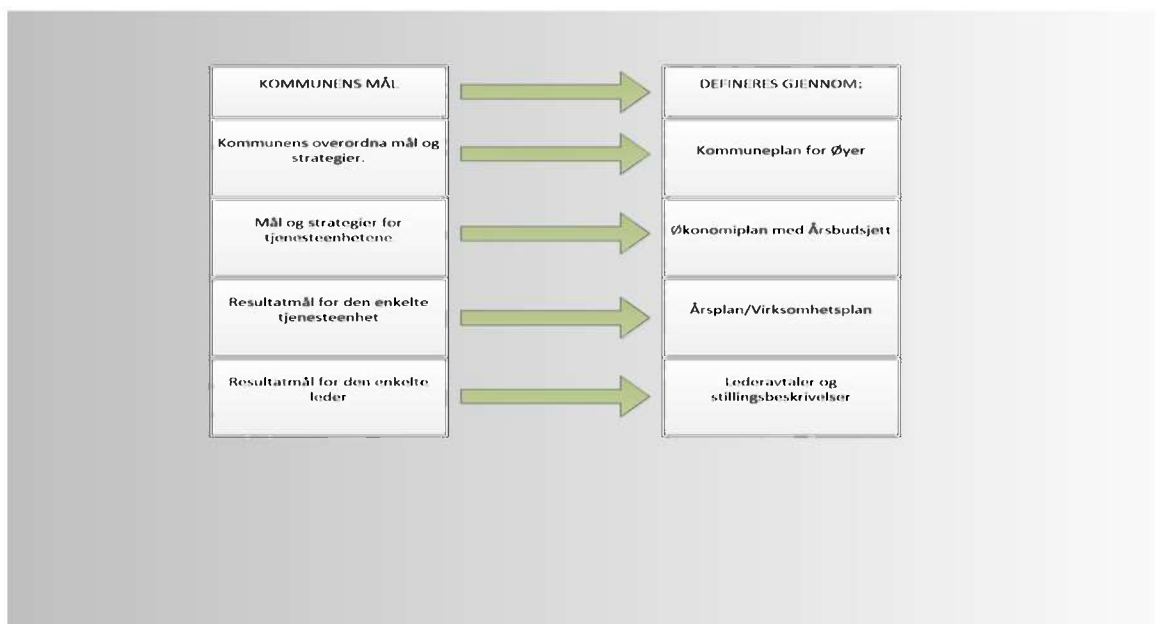 KOMMUNENS MÅL
DEFINERES GJENNOM:
Kommunens overordna mål og
strategier.
Kommuneplan for Øyer
Mål og strategier for
tjenesteenhetene
Økonomiplan med Årsbudsjett
Resultatmål for den enkelte
tjenesteenhet
Årsplan/Virksomhetsplan
Resultatmål for den enkelte
leder
Lederavtaler og
stillingsbeskrivelser